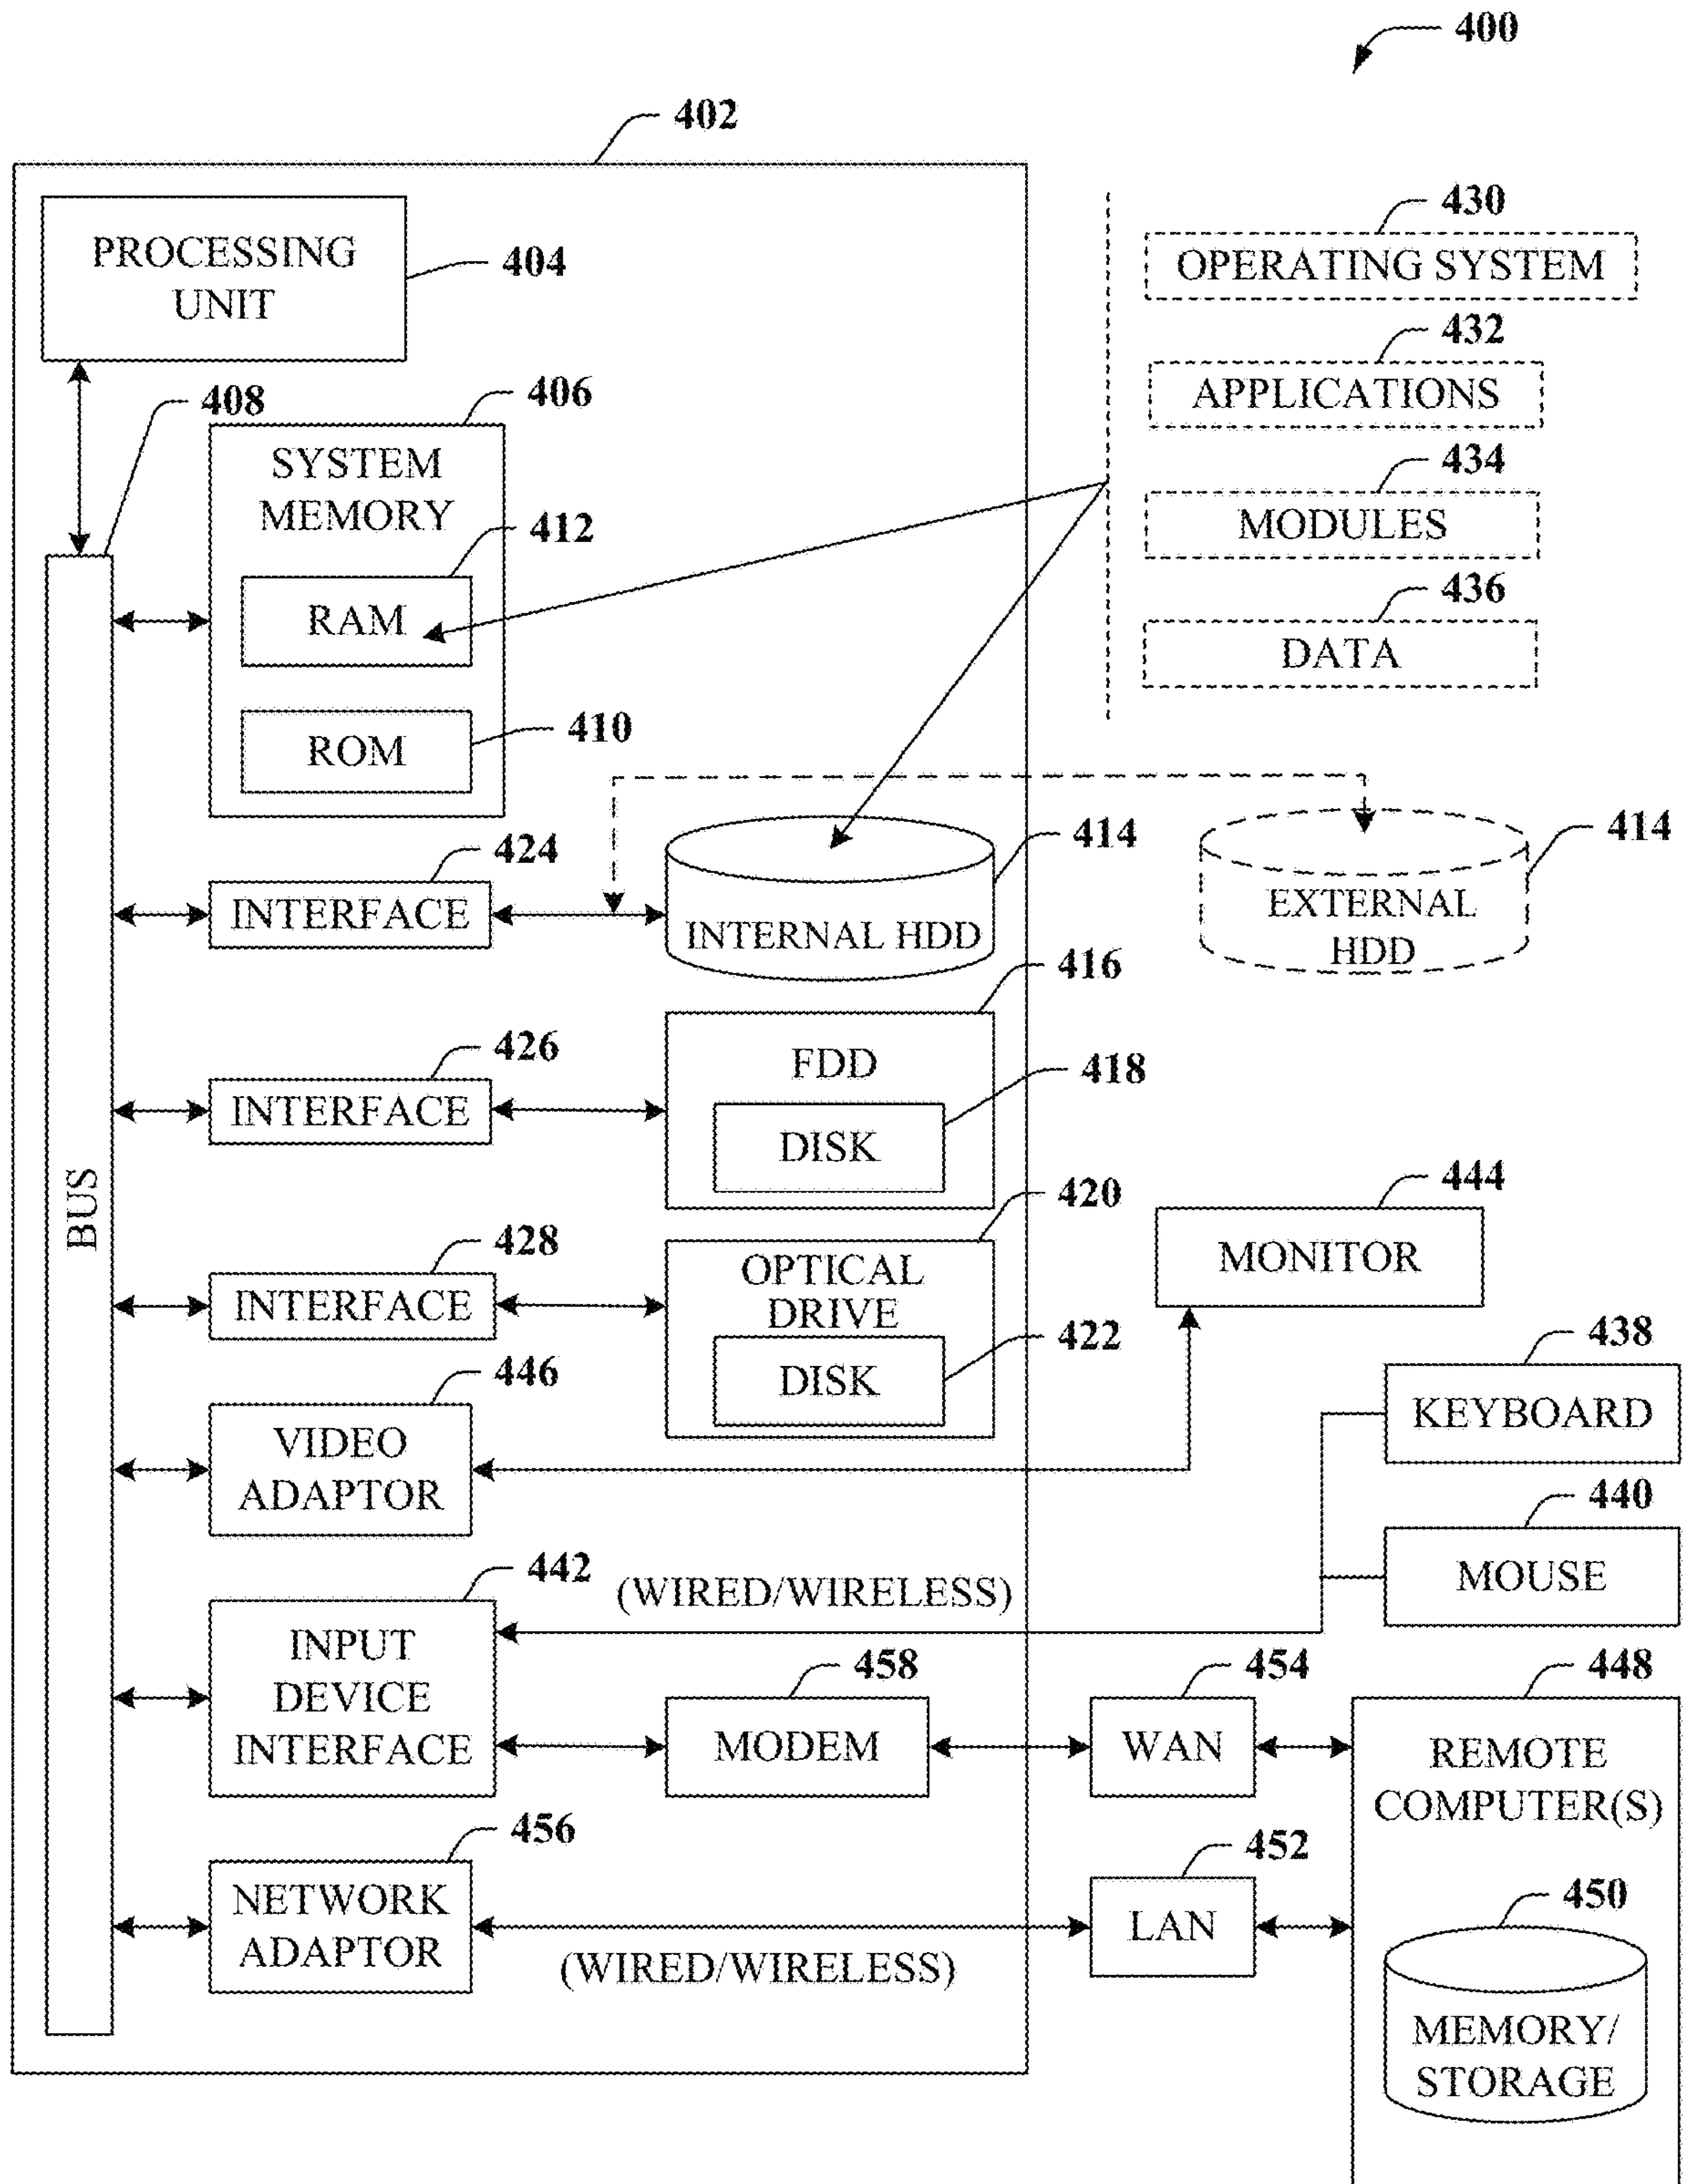 400
402
PROCESSING
UNIT
404
430
OPERATING SYSTEM
432
APPLICATIONS
434
MODULES
436
DATA
408
406
SYSTEM
MEMORY
412
RAM
410
ROM
424
INTERFACE
414
INTERNAL HDD
414
EXTERNAL
HDD
416
FDD
418
DISK
426
INTERFACE
BUS
420
OPTICAL
DRIVE
422
DISK
428
INTERFACE
444
MONITOR
446
VIDEO
ADAPTOR
438
KEYBOARD
440
MOUSE
442
(WIRED/WIRELESS)
INPUT
DEVICE
INTERFACE
458
MODEM
454
WAN
448
REMOTE
COMPUTER(S)
456
NETWORK
ADAPTOR
(WIRED/WIRELESS)
452
LAN
450
MEMORY/
STORAGE